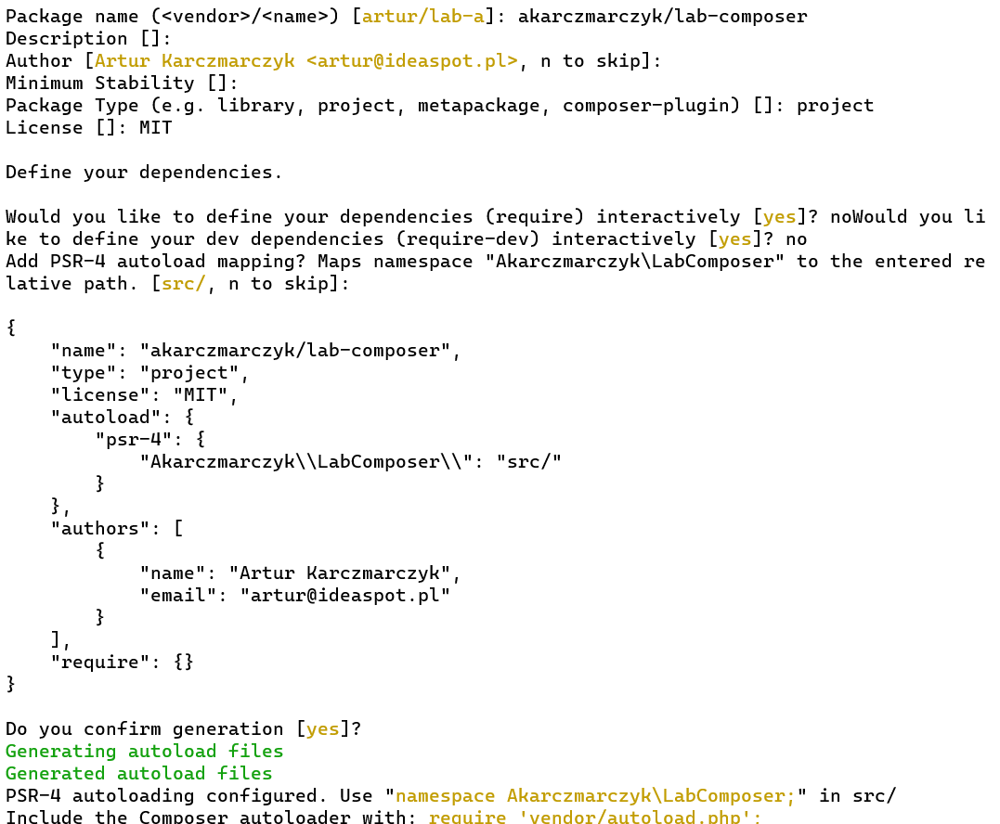 Package name (<vendor>/<name>) [artur/lab-a]: akarczmarczyk/lab-composer
Description []:
Author [Artur Karczmarczyk <artur@ideaspot.pl>, n to skip]:
Minimum Stability []:
Package Type (e.g. library, project, metapackage, composer-plugin) []: project
License []: MIT

Define your dependencies.

Would you like to define your dependencies (require) interactively [yes]? noWould you li
ke to define your dev dependencies (require-dev) interactively [yes]? no
Add PSR-4 autoload mapping? Maps namespace "Akarczmarczyk\LabComposer" to the entered re
lative path. [src/, n to skip]:

{
    "name": "akarczmarczyk/lab-composer",
    "type": "project",
    "license": "MIT",
    "autoload": {
        "psr-4": {
            "Akarczmarczyk\\LabComposer\\": "src/"
        }
    },
    "authors": [
        {
            "name": "Artur Karczmarczyk",
            "email": "artur@ideaspot.pl"
        }
    ],
    "require": {}
}

Do you confirm generation [yes]?
Generating autoload files
Generated autoload files
PSR-4 autoloading configured. Use "namespace Akarczmarczyk\LabComposer;" in src/
Include the Composer autoloader with: require 'vendor/autoload.php';